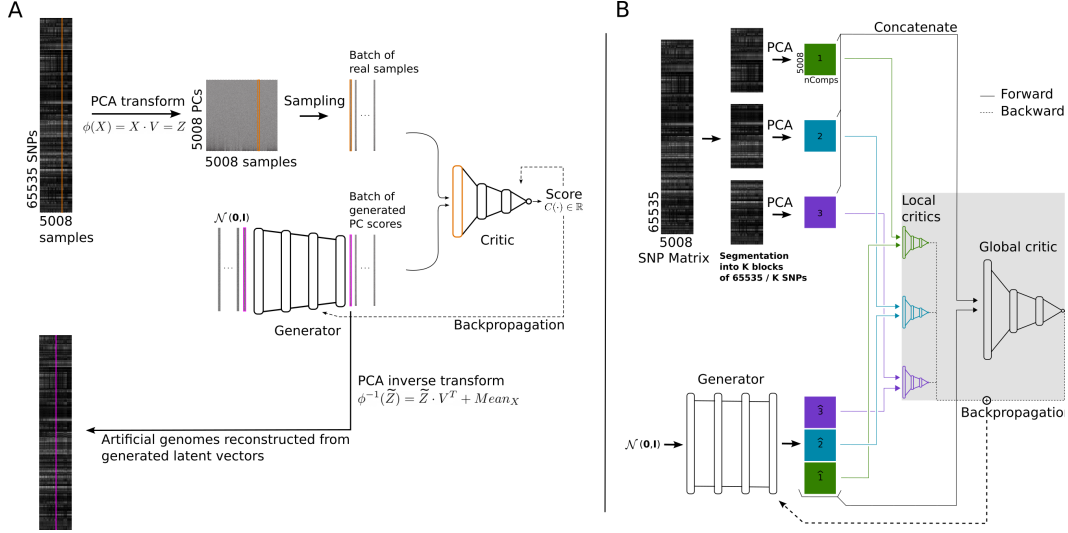 A
65535 SNPs
5008
samples
PCA transform
ϕ(X) = X · V = Z
5008 PCs
5008 samples
Sampling
Batch of
real samples
...
𝒩(0,I)
...
Generator
Batch of
generated
PC scores
...
Critic
Score
C(·) ∈ ℝ
Backpropagation
PCA inverse transform
ϕ⁻¹(Z̃) = Z̃ · Vᵀ + Mean_X
Artificial genomes reconstructed from
generated latent vectors
B
65535
5008
SNP Matrix
Segmentation
into K blocks
of 65535 / K SNPs
PCA
PCA
PCA
5008
1
nComps
2
3
Concatenate
Forward
Backward
Local
critics
Global critic
Backpropagation
Generator
𝒩(0,I)
3̂
2̂
1̂